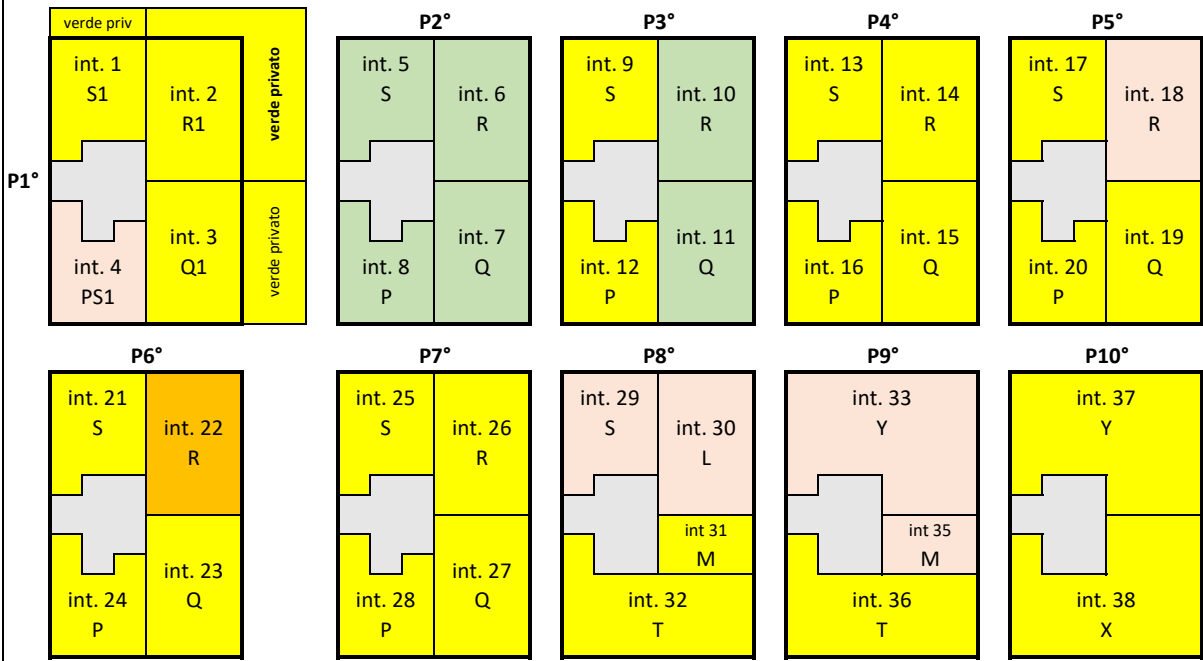 verde priv
P2°
P3°
P4°
P5°
int. 1
S1
int. 2
R1
verde privato
int. 5
S
int. 6
R
int. 9
S
int. 10
R
int. 13
S
int. 14
R
int. 17
S
int. 18
R
P1°
int. 4
PS1
int. 3
Q1
verde privato
int. 8
P
int. 7
Q
int. 12
P
int. 11
Q
int. 16
P
int. 15
Q
int. 20
P
int. 19
Q
P6°
P7°
P8°
P9°
P10°
int. 21
S
int. 22
R
int. 25
S
int. 26
R
int. 29
S
int. 30
L
int. 33
Y
int. 37
Y
int. 24
P
int. 23
Q
int. 28
P
int. 27
Q
int 31
M
int. 32
T
int 35
M
int. 36
T
int. 38
X